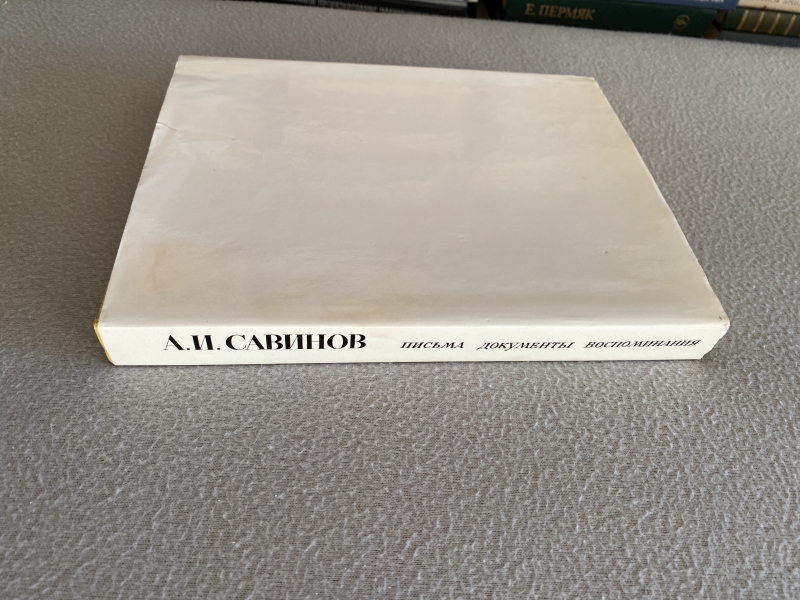 Е. ПЕРМЯК
А.И. САВИНОВ ПИСЬМА ДОКУМЕНТЫ ВОСПОМИНАНИЯ